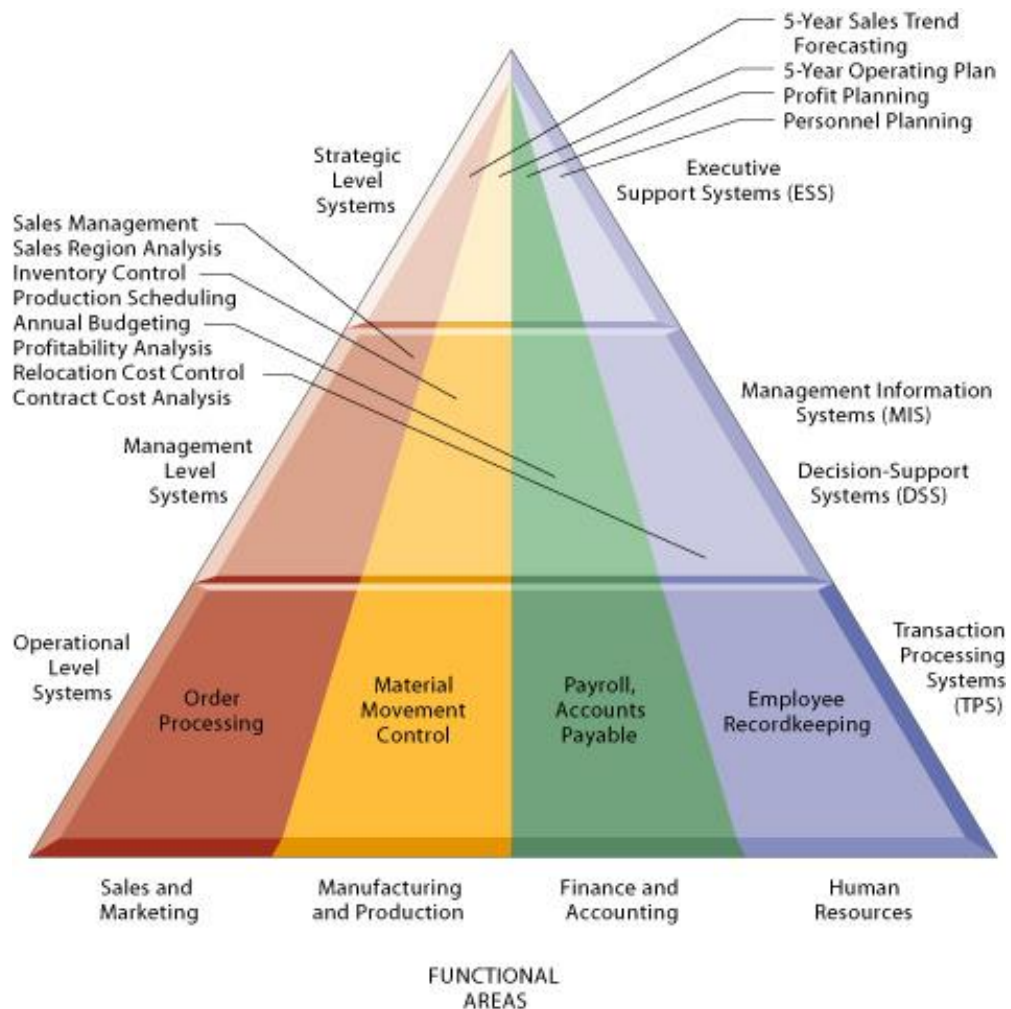 5-Year Sales Trend
Forecasting
5-Year Operating Plan
Profit Planning
Personnel Planning
Strategic
Level
Systems
Executive
Support Systems (ESS)
Sales Management
Sales Region Analysis
Inventory Control
Production Scheduling
Annual Budgeting
Profitability Analysis
Relocation Cost Control
Contract Cost Analysis
Management Information
Systems (MIS)
Management
Level
Systems
Decision-Support
Systems (DSS)
Operational
Level
Systems
Order
Processing
Material
Movement
Control
Payroll,
Accounts
Payable
Employee
Recordkeeping
Transaction
Processing
Systems
(TPS)
Sales and
Marketing
Manufacturing
and Production
Finance and
Accounting
Human
Resources
FUNCTIONAL
AREAS